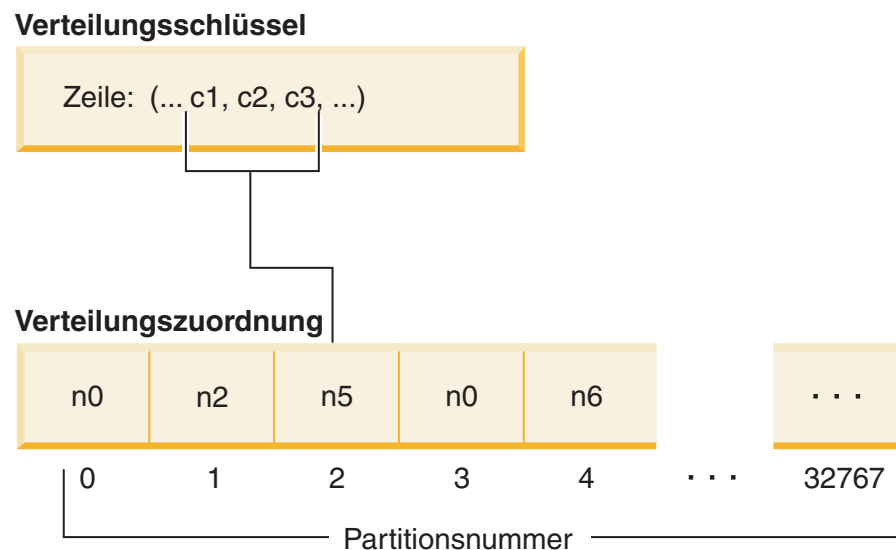 Verteilungsschlüssel
Zeile: (... c1, c2, c3, ...)
Verteilungszuordnung
n0 n2 n5 n0 n6 . . .
0 1 2 3 4 . . . 32767
Partitionsnummer